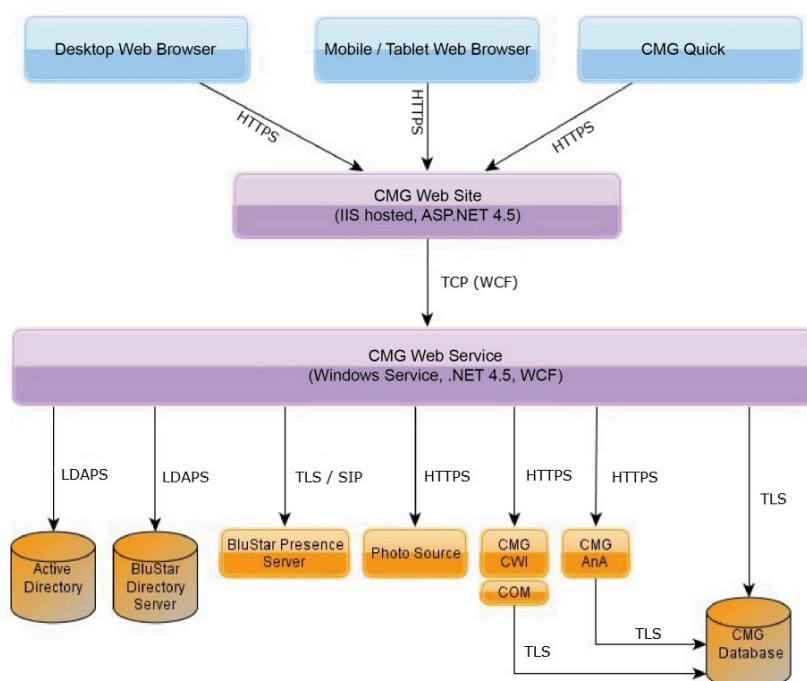 Desktop Web Browser
Mobile / Tablet Web Browser
CMG Quick
HTTPS
HTTPS
HTTPS
CMG Web Site
(IIS hosted, ASP.NET 4.5)
TCP (WCF)
CMG Web Service
(Windows Service, .NET 4.5, WCF)
LDAPS
LDAPS
TLS / SIP
HTTPS
HTTPS
HTTPS
TLS
Active
Directory
BluStar
Directory
Server
BluStar Presence
Server
Photo Source
CMG
CWI
COM
CMG
AnA
TLS
TLS
CMG
Database